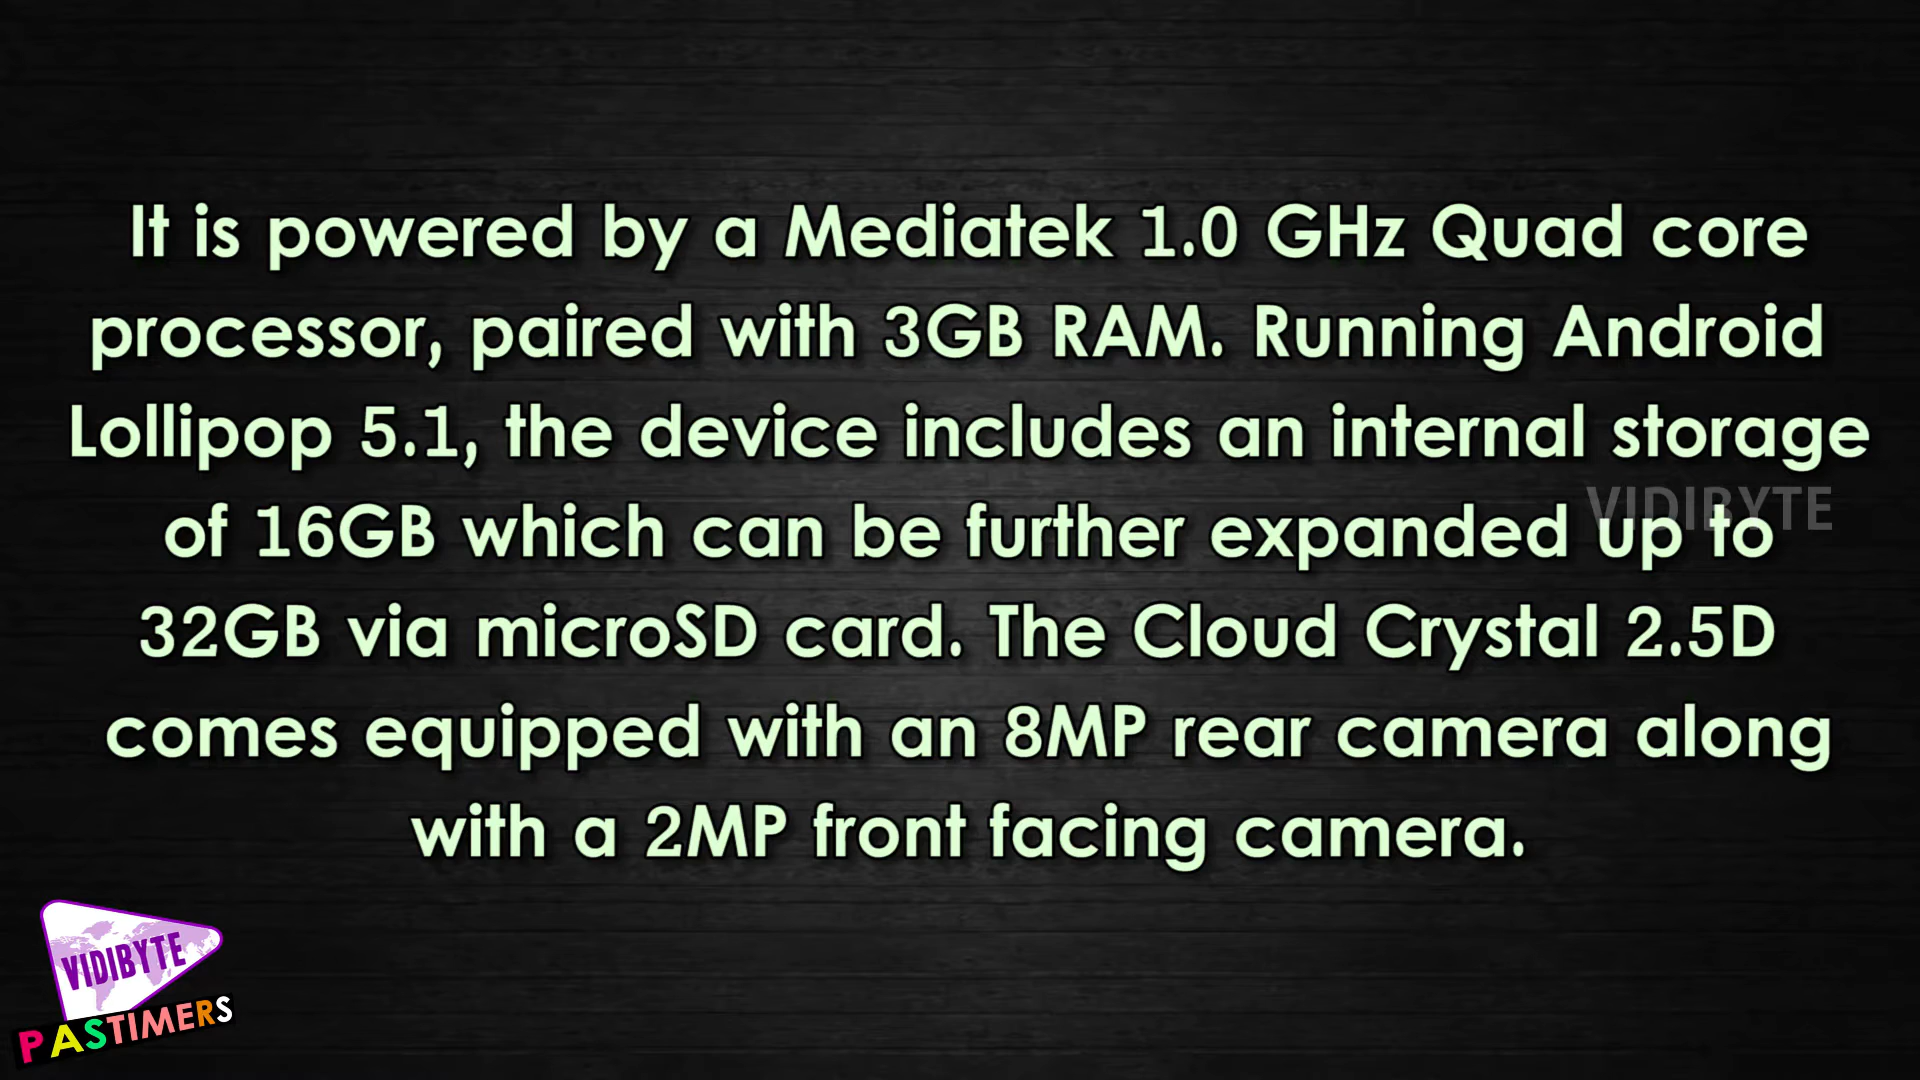 It is powered by a Mediatek 1.0 GHz Quad core
processor, paired with 3GB RAM. Running Android
Lollipop 5.1, the device includes an internal storage
of 16GB which can be further expanded up to
32GB via microSD card. The Cloud Crystal 2.5D
comes equipped with an 8MP rear camera along
with a 2MP front facing camera.
VIDIBYTE
VIDIBYTE
PASTIMERS